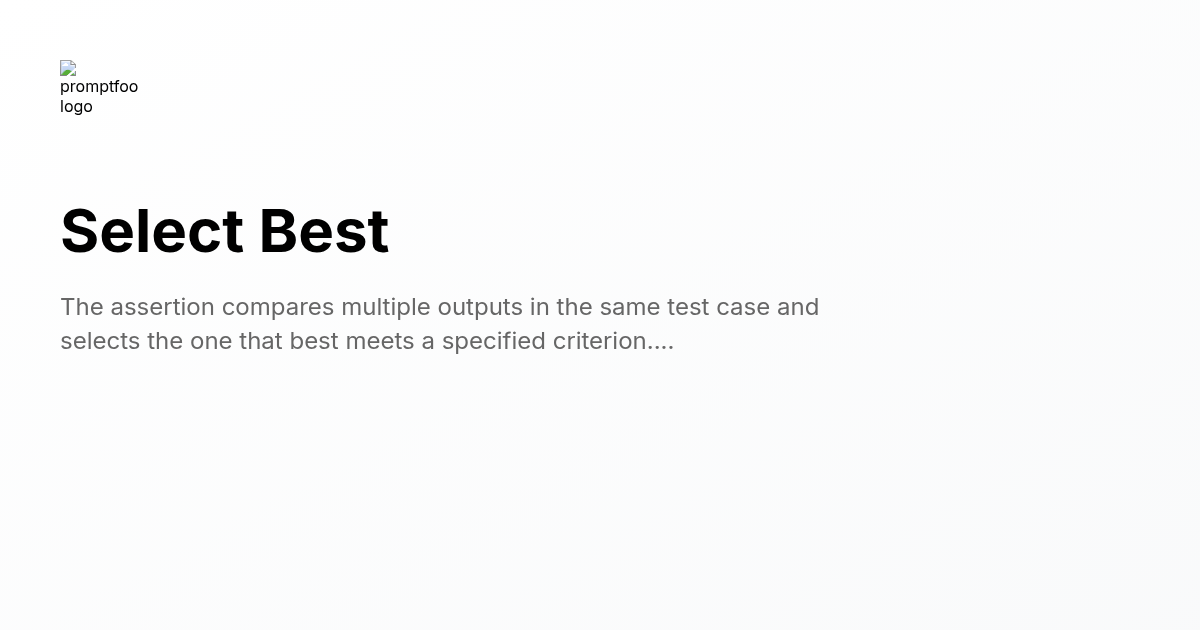 promptfoo
logo
Select Best
The assertion compares multiple outputs in the same test case and
selects the one that best meets a specified criterion....